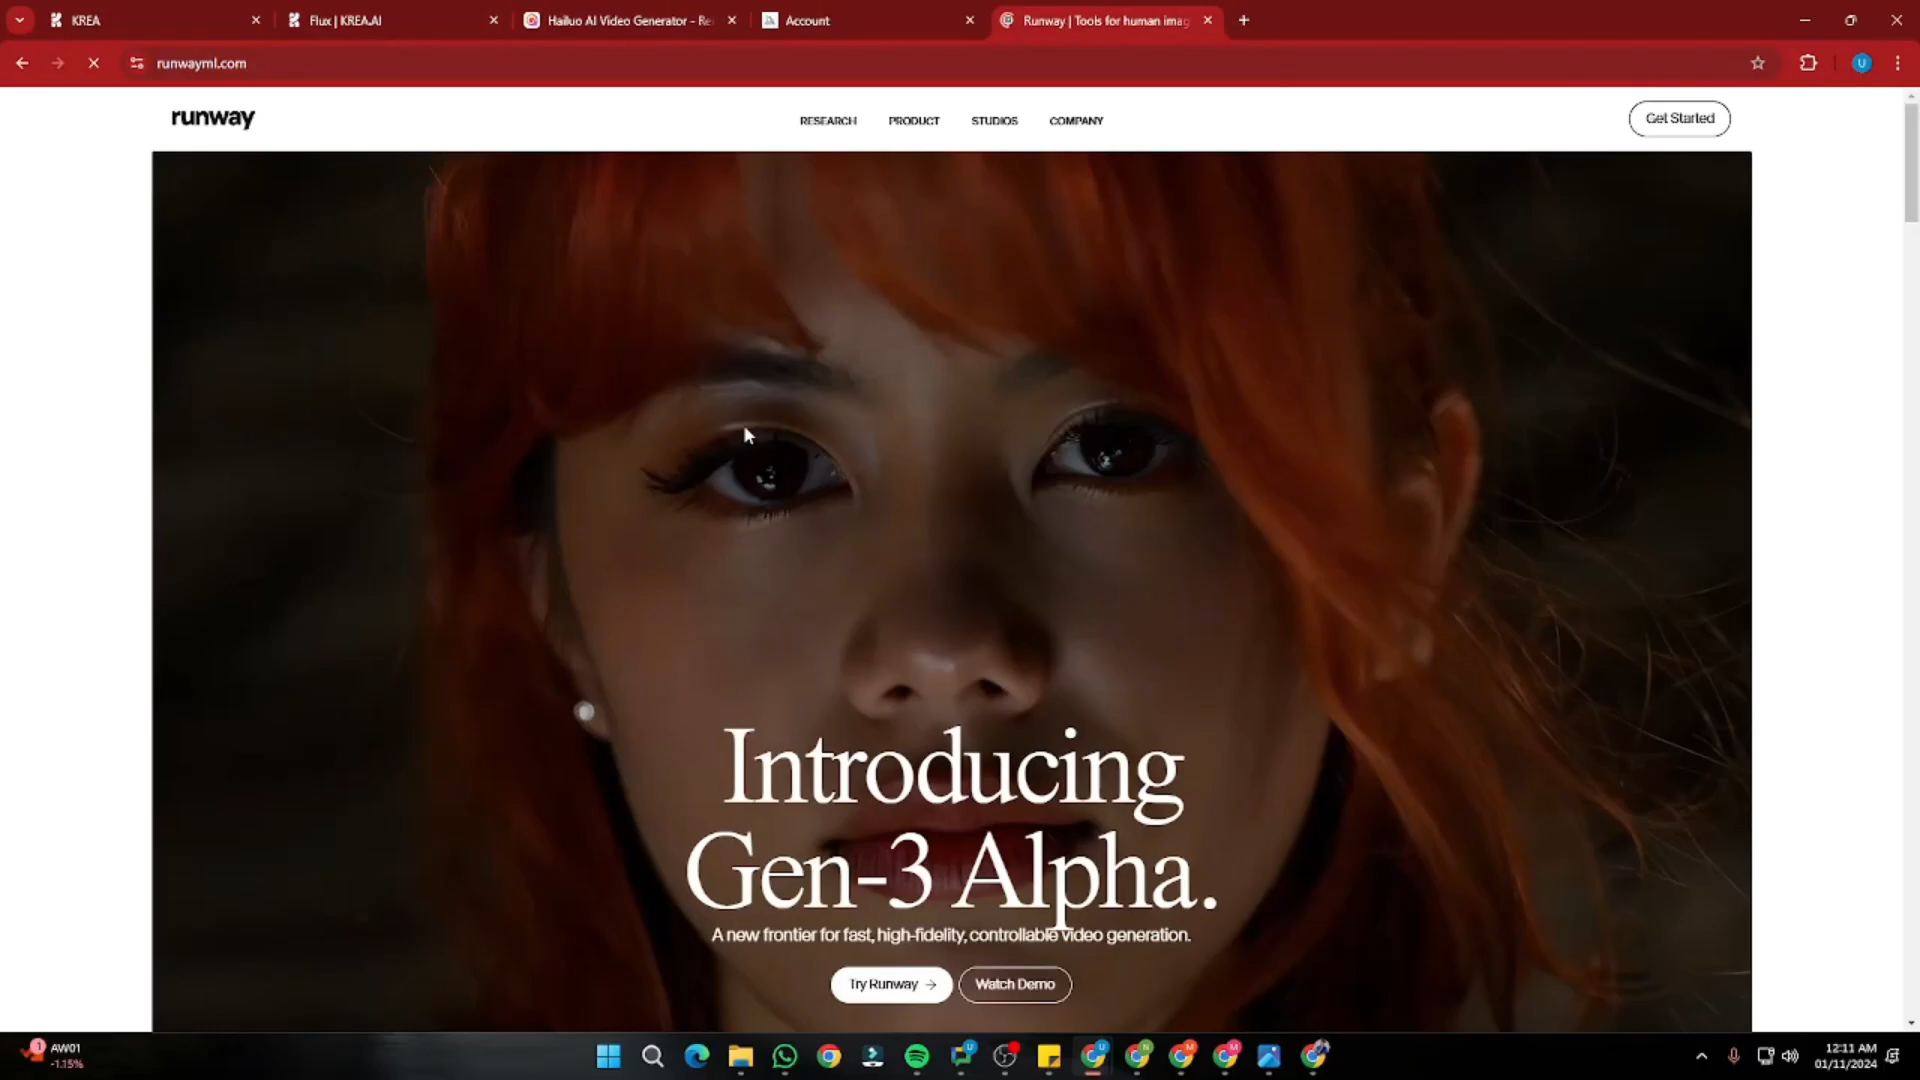 KREA
Flux | KREA.AI
Hailuo AI Video Generator - Re
Account
Runway | Tools for human imag
runwayml.com
U
runway
RESEARCH
PRODUCT
STUDIOS
COMPANY
Get Started
Introducing
Gen-3 Alpha.
A new frontier for fast, high-fidelity, controllable video generation.
Try Runway →
Watch Demo
1
AW01
-1.15%
U
U
N
M
M
12:11 AM
01/11/2024